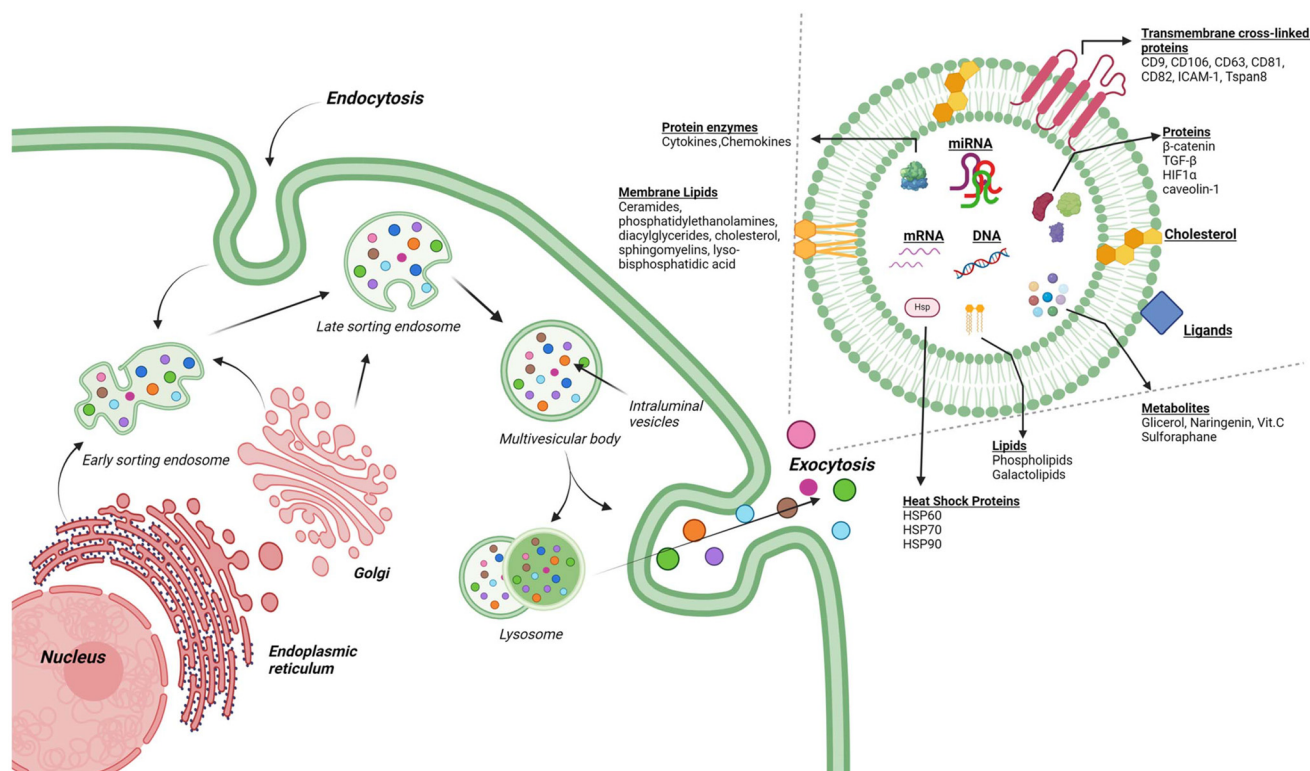 Endocytosis
Late sorting endosome
Early sorting endosome
Multivesicular body
Intraluminal
vesicles
Golgi
Endoplasmic
reticulum
Nucleus
Lysosome
Exocytosis
Transmembrane cross-linked
proteins
CD9, CD106, CD63, CD81,
CD82, ICAM-1, Tspan8
Protein enzymes
Cytokines,Chemokines
miRNA
Proteins
β-catenin
TGF-β
HIF1α
caveolin-1
Membrane Lipids
Ceramides,
phosphatidylethanolamines,
diacylglycerides, cholesterol,
sphingomyelins, lyso-
bisphosphatidic acid
mRNA
DNA
Cholesterol
Hsp
Ligands
Metabolites
Glicerol, Naringenin, Vit.C
Sulforaphane
Lipids
Phospholipids
Galactolipids
Heat Shock Proteins
HSP60
HSP70
HSP90